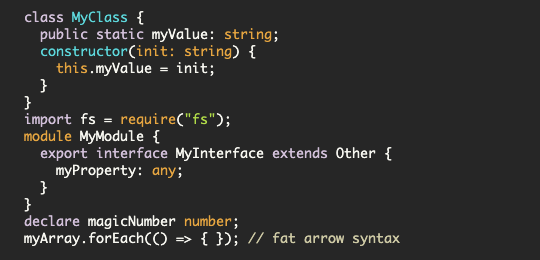 class MyClass {
  public static myValue: string;
  constructor(init: string) {
    this.myValue = init;
  }
}
import fs = require("fs");
module MyModule {
  export interface MyInterface extends Other {
    myProperty: any;
  }
}
declare magicNumber number;
myArray.forEach(() => { }); // fat arrow syntax